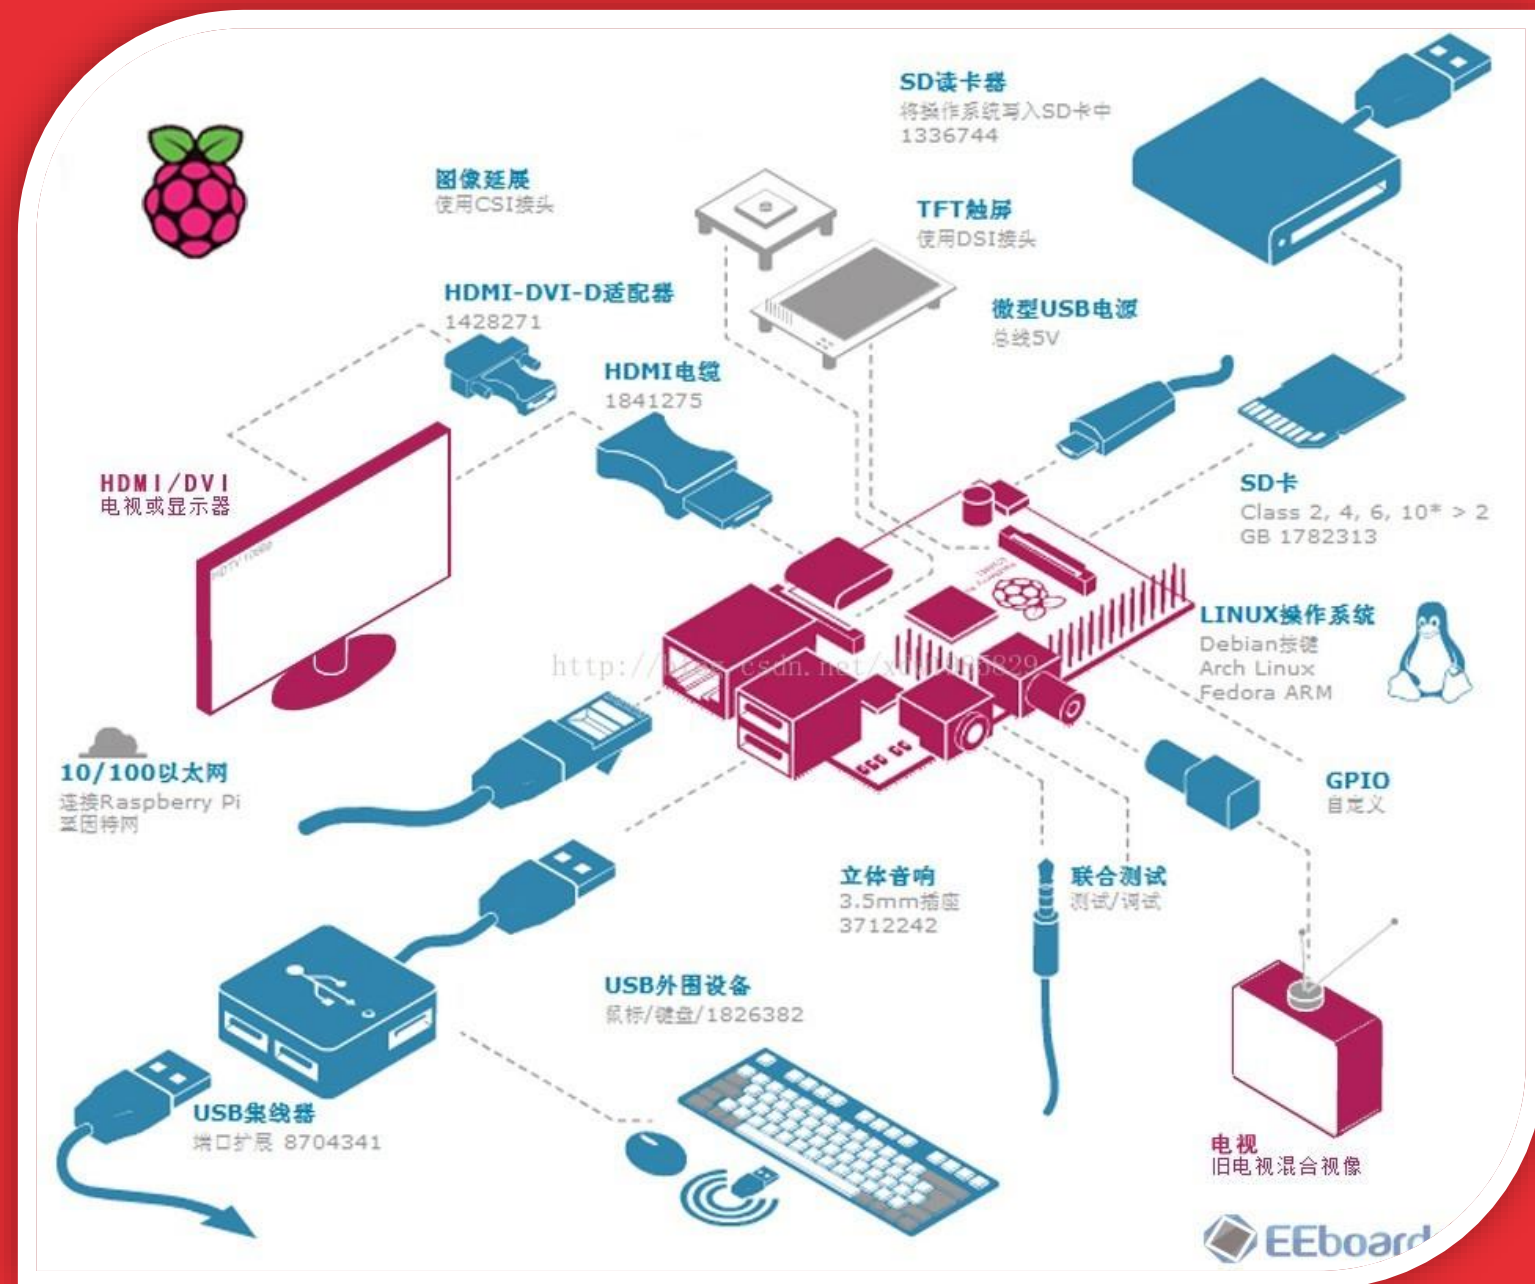 SD读卡器
将操作系统写入SD卡中
1336744
图像延展
使用CSI接头
TFT触屏
使用DSI接头
HDMI-DVI-D适配器
1428271
微型USB电源
总线5V
HDMI电缆
1841275
HDMI/DVI
电视或显示器
HDTV 1080p
SD卡
Class 2, 4, 6, 10* > 2
GB 1782313
LINUX操作系统
Debian按键
Arch Linux
Fedora ARM
10/100以太网
连接Raspberry Pi
至因特网
GPIO
自定义
立体音响
3.5mm插座
3712242
联合测试
测试/调试
USB外围设备
鼠标/键盘/1826382
USB集线器
端口扩展 8704341
电视
旧电视混合视像
EEboard